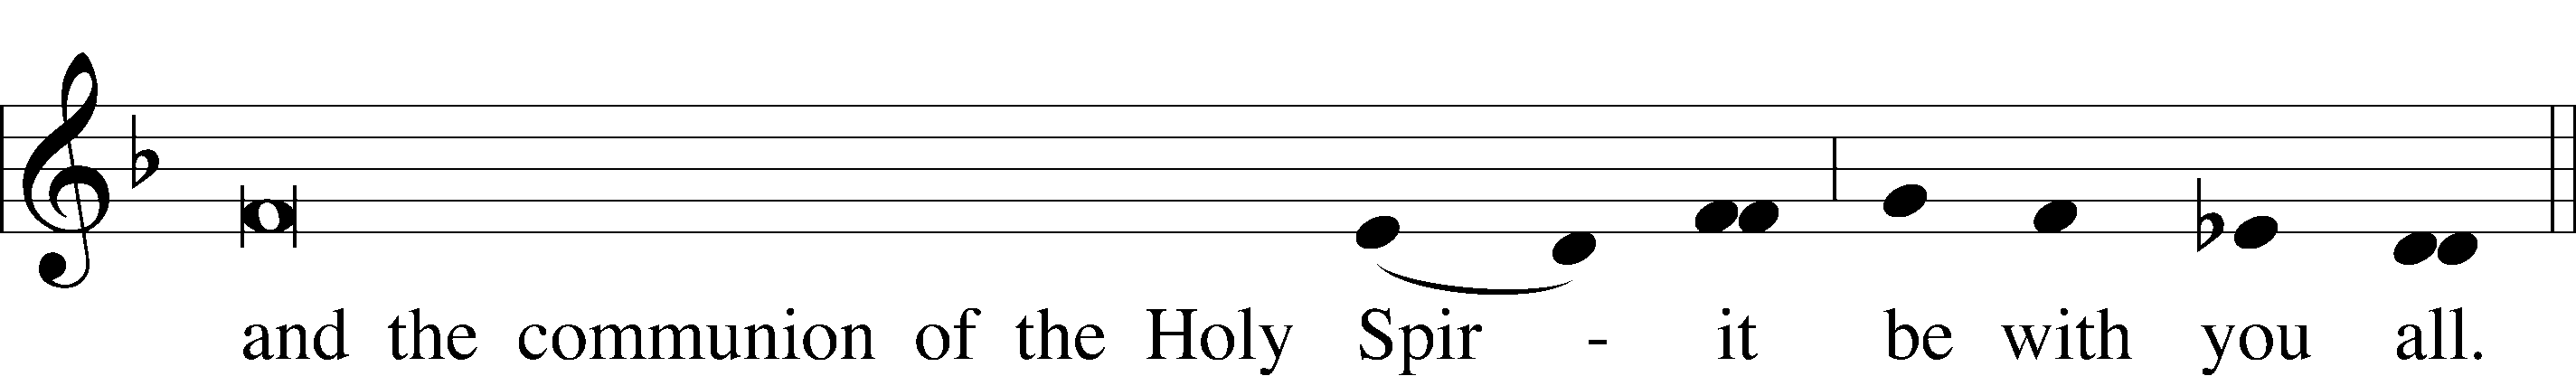 and the communion of the Holy Spir - it be with you all.